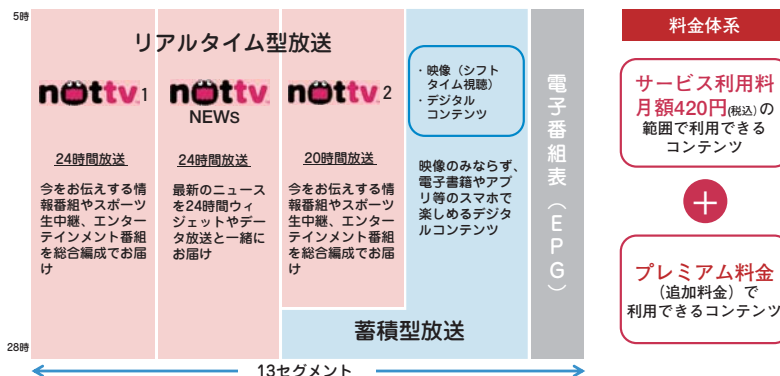 5時
リアルタイム型放送
nottv 1
nottv
NEWs
nottv 2
24時間放送
今をお伝えする情
報番組やスポーツ
生中継、エンター
テインメント番組
を総合編成でお届
け
24時間放送
最新のニュース
を24時間ウィ
ジェットやデー
タ放送と一緒に
お届け
20時間放送
今をお伝えする情
報番組やスポーツ
生中継、エンター
テインメント番組
を総合編成でお届
け
・映像（シフト
タイム視聴）
・デジタル
コンテンツ
映像のみならず、
電子書籍やアプ
リ等のスマホで
楽しめるデジタ
ルコンテンツ
蓄積型放送
電子番組表（EPG）
28時
13セグメント
料金体系
サービス利用料
月額420円(税込)の
範囲で利用できる
コンテンツ
+
プレミアム料金
（追加料金）で
利用できるコンテンツ